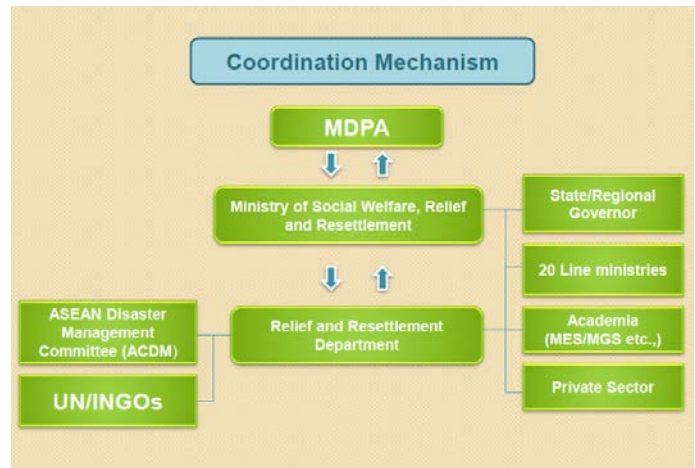 Coordination Mechanism
MDPA
Ministry of Social Welfare, Relief
and Resettlement
State/Regional
Governor
20 Line ministries
ASEAN Disaster
Management
Committee (ACDM)
Relief and Resettlement
Department
Academia
(MES/MGS etc.,)
UN/INGOs
Private Sector